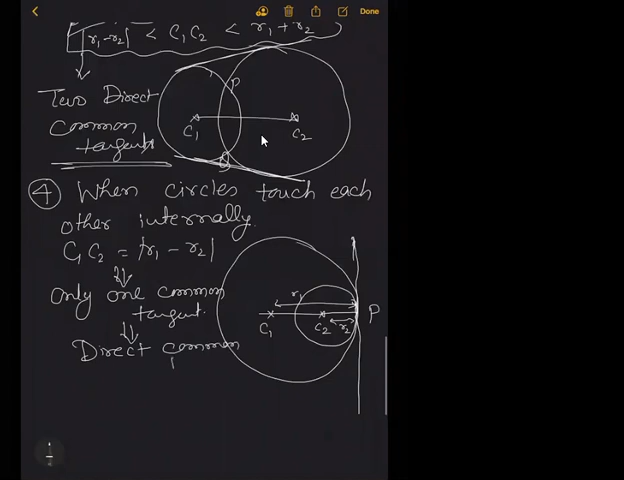 Done
|r₁-r₂| < C₁C₂ < r₁+r₂
Two Direct
Common
tangents
P
C₁
C₂
Q
④ When circles touch each
other internally.
C₁C₂ = |r₁ - r₂|
Only one common
tangent.
Direct common
r₁
C₁
C₂
r₂
P